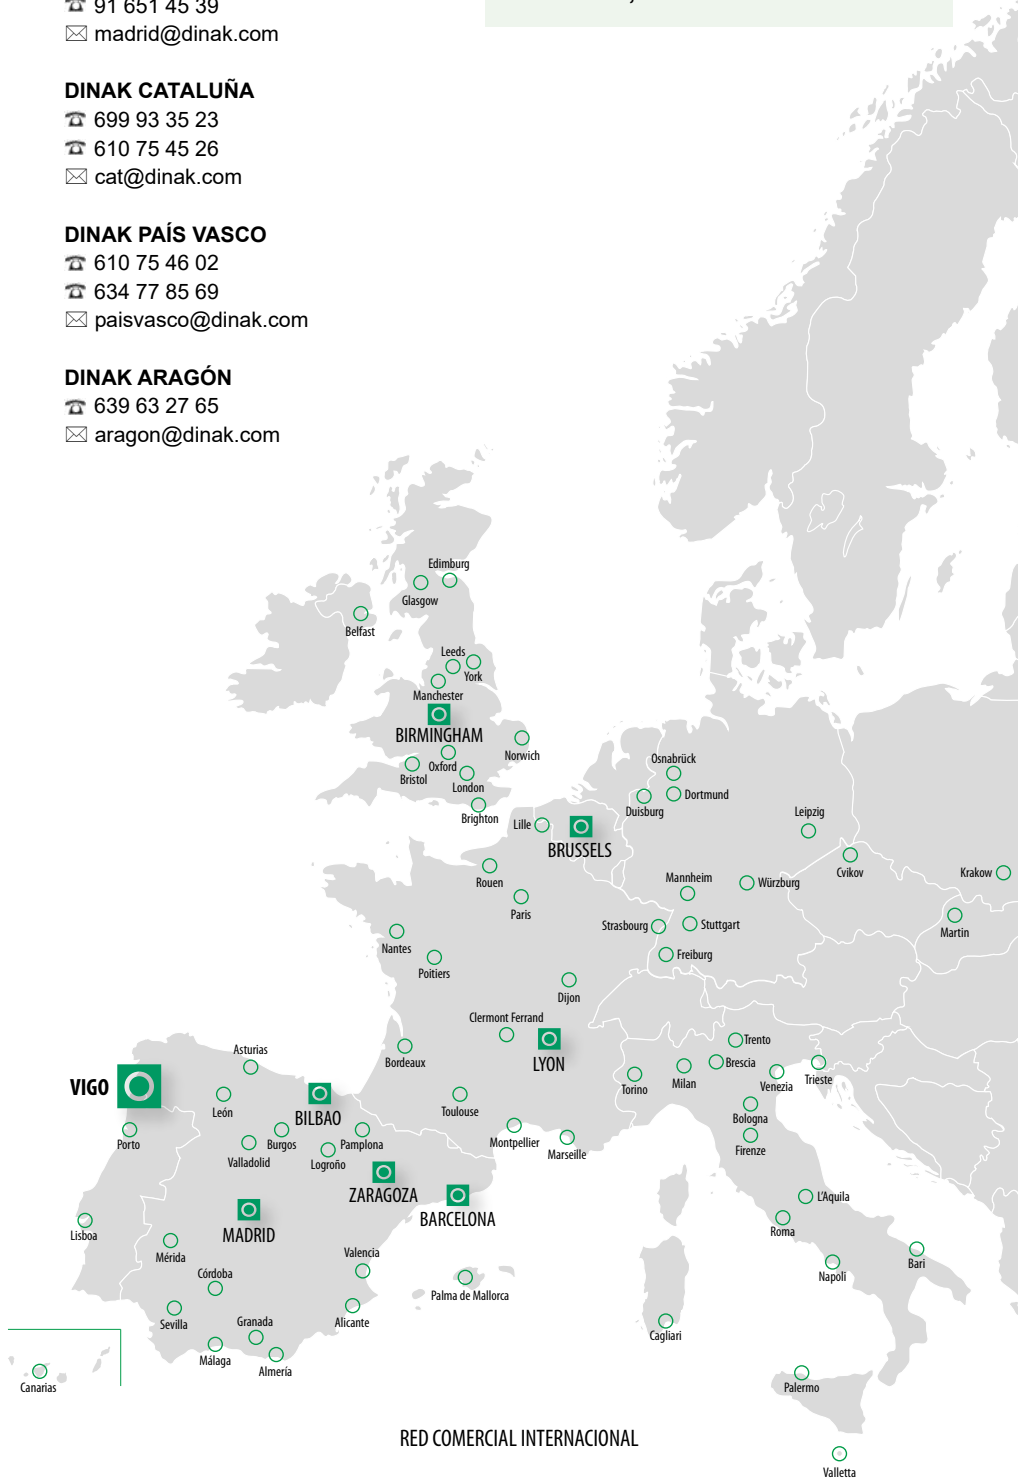 91 651 45 39
madrid@dinak.com
DINAK CATALUÑA
699 93 35 23
610 75 45 26
cat@dinak.com
DINAK PAÍS VASCO
610 75 46 02
634 77 85 69
paisvasco@dinak.com
DINAK ARAGÓN
639 63 27 65
aragon@dinak.com
Edimburg
Glasgow
Belfast
Leeds
York
Manchester
BIRMINGHAM
Norwich
Oxford
Bristol
London
Brighton
Osnabrück
Dortmund
Duisburg
Leipzig
Lille
BRUSSELS
Cvikov
Krakow
Rouen
Mannheim
Würzburg
Paris
Strasbourg
Stuttgart
Martin
Nantes
Freiburg
Poitiers
Dijon
Clermont Ferrand
LYON
Bordeaux
Trento
Brescia
Torino
Milan
Venezia
Trieste
Asturias
VIGO
León
BILBAO
Toulouse
Bologna
Porto
Burgos
Pamplona
Montpellier
Marseille
Firenze
Valladolid
Logroño
ZARAGOZA
BARCELONA
L'Aquila
MADRID
Lisboa
Roma
Mérida
Valencia
Bari
Córdoba
Napoli
Palma de Mallorca
Sevilla
Granada
Alicante
Cagliari
Málaga
Almería
Canarias
Palermo
RED COMERCIAL INTERNACIONAL
Valletta